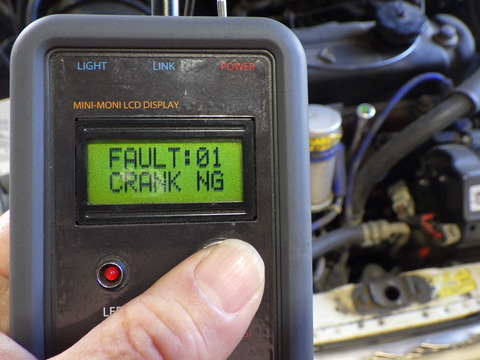 LIGHT LINK POWER
MINI-MONI LCD DISPLAY
FAULT:01
CRANK NG